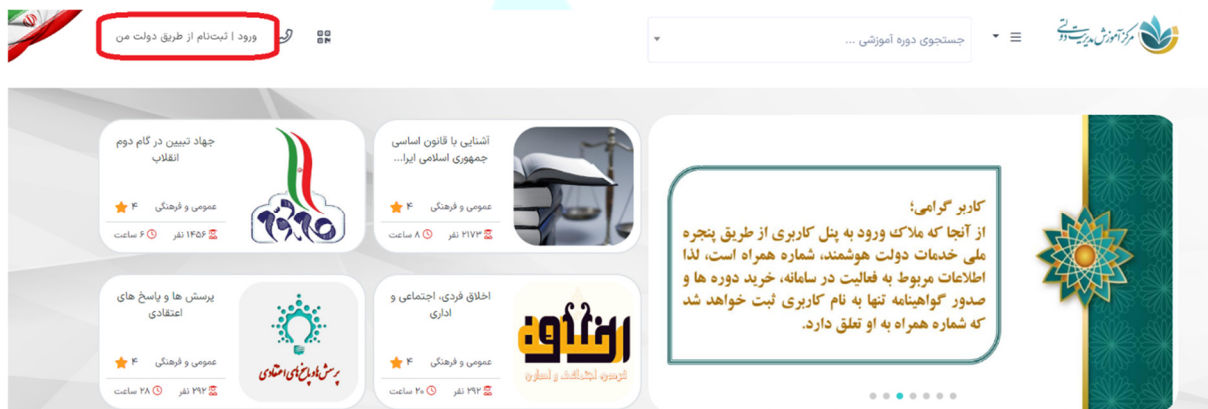 مرکز آموزش مدیریت دولتی
جستجوی دوره آموزشی ...
ورود | ثبت‌نام از طریق دولت من
کاربر گرامی؛
از آنجا که ملاک ورود به پنل کاربری از طریق پنجره
ملی خدمات دولت هوشمند، شماره همراه است، لذا
اطلاعات مربوط به فعالیت در سامانه، خرید دوره ها و
صدور گواهینامه تنها به نام کاربری ثبت خواهد شد
که شماره همراه به او تعلق دارد.
آشنایی با قانون اساسی
جمهوری اسلامی ایرا...
عمومی و فرهنگی ۴
۲۱۷۳ نفر ۸ ساعت
جهاد تبیین در گام دوم
انقلاب
عمومی و فرهنگی ۴
۱۴۵۶ نفر ۶ ساعت
اخلاق فردی، اجتماعی و
اداری
عمومی و فرهنگی ۴
۲۹۲ نفر ۲۰ ساعت
اخلاق
فردی، اجتماعی و اداری
پرسش ها و پاسخ های
اعتقادی
عمومی و فرهنگی ۴
۲۹۲ نفر ۲۸ ساعت
پرسش‌ها و پاسخ‌های اعتقادی